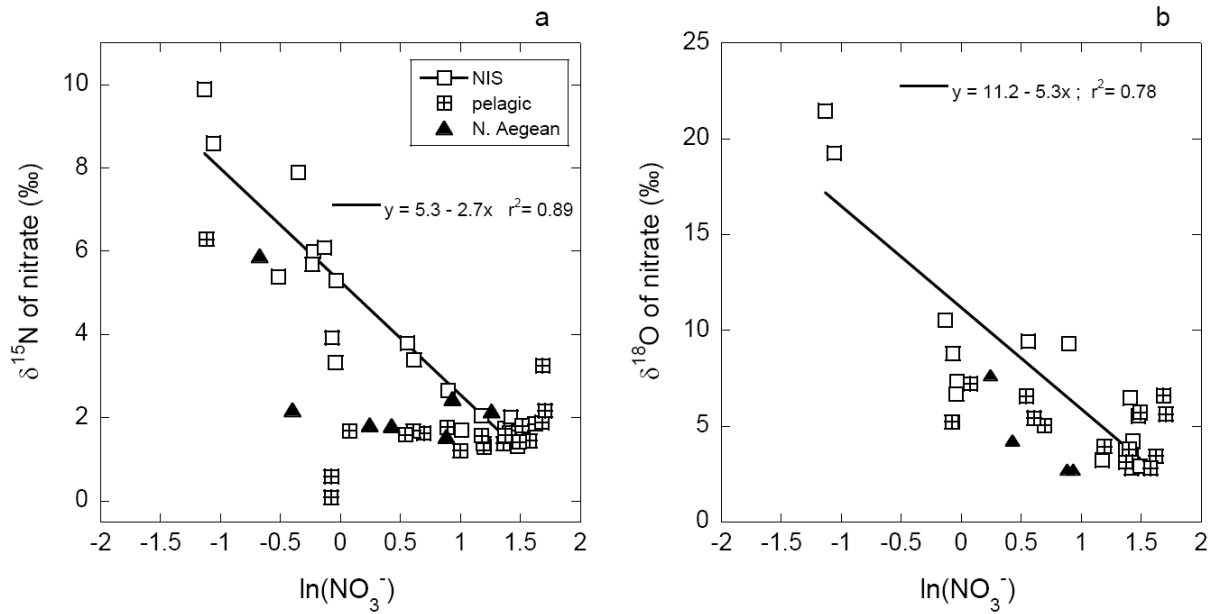 a
δ¹⁵N of nitrate (‰)
10
8
6
4
2
0
NIS
pelagic
N. Aegean
y = 5.3 - 2.7x r²= 0.89
-2 -1.5 -1 -0.5 0 0.5 1 1.5 2
ln(NO₃⁻)
b
δ¹⁸O of nitrate (‰)
25
20
15
10
5
0
y = 11.2 - 5.3x ; r²= 0.78
-2 -1.5 -1 -0.5 0 0.5 1 1.5 2
ln(NO₃⁻)